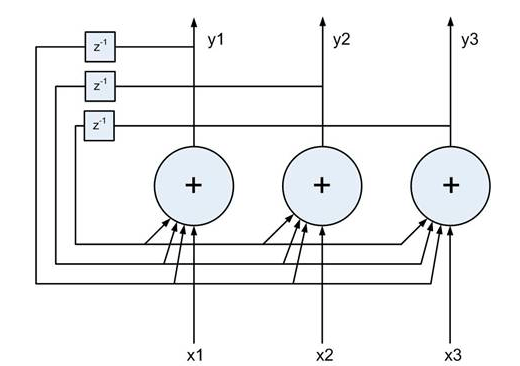 z⁻¹ y1 y2 y3
z⁻¹
z⁻¹
+ + +
x1 x2 x3